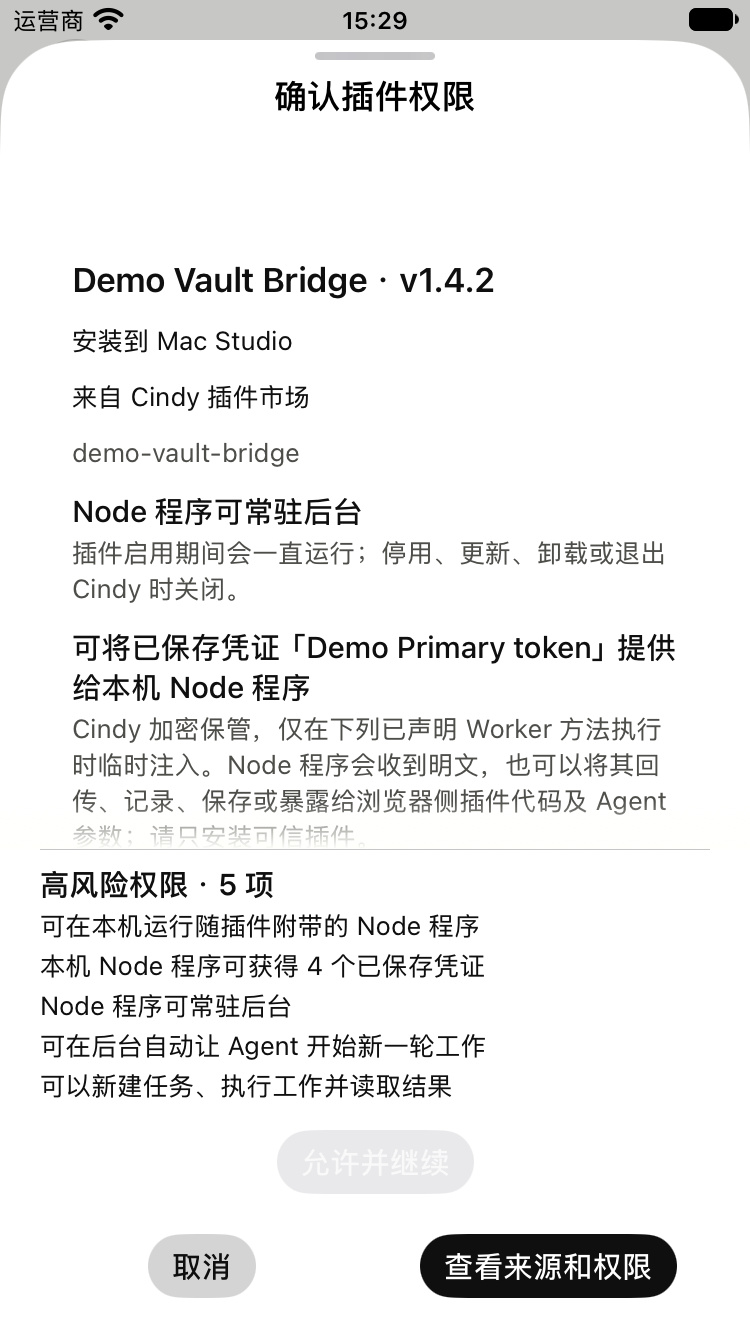 运营商
15:29
确认插件权限
Demo Vault Bridge · v1.4.2
安装到 Mac Studio
来自 Cindy 插件市场
demo-vault-bridge
Node 程序可常驻后台
插件启用期间会一直运行；停用、更新、卸载或退出
Cindy 时关闭。
可将已保存凭证「Demo Primary token」提供
给本机 Node 程序
Cindy 加密保管，仅在下列已声明 Worker 方法执行
时临时注入。Node 程序会收到明文，也可以将其回
传、记录、保存或暴露给浏览器侧插件代码及 Agent
参数；请只安装可信插件。
高风险权限 · 5 项
可在本机运行随插件附带的 Node 程序
本机 Node 程序可获得 4 个已保存凭证
Node 程序可常驻后台
可在后台自动让 Agent 开始新一轮工作
可以新建任务、执行工作并读取结果
允许并继续
取消
查看来源和权限